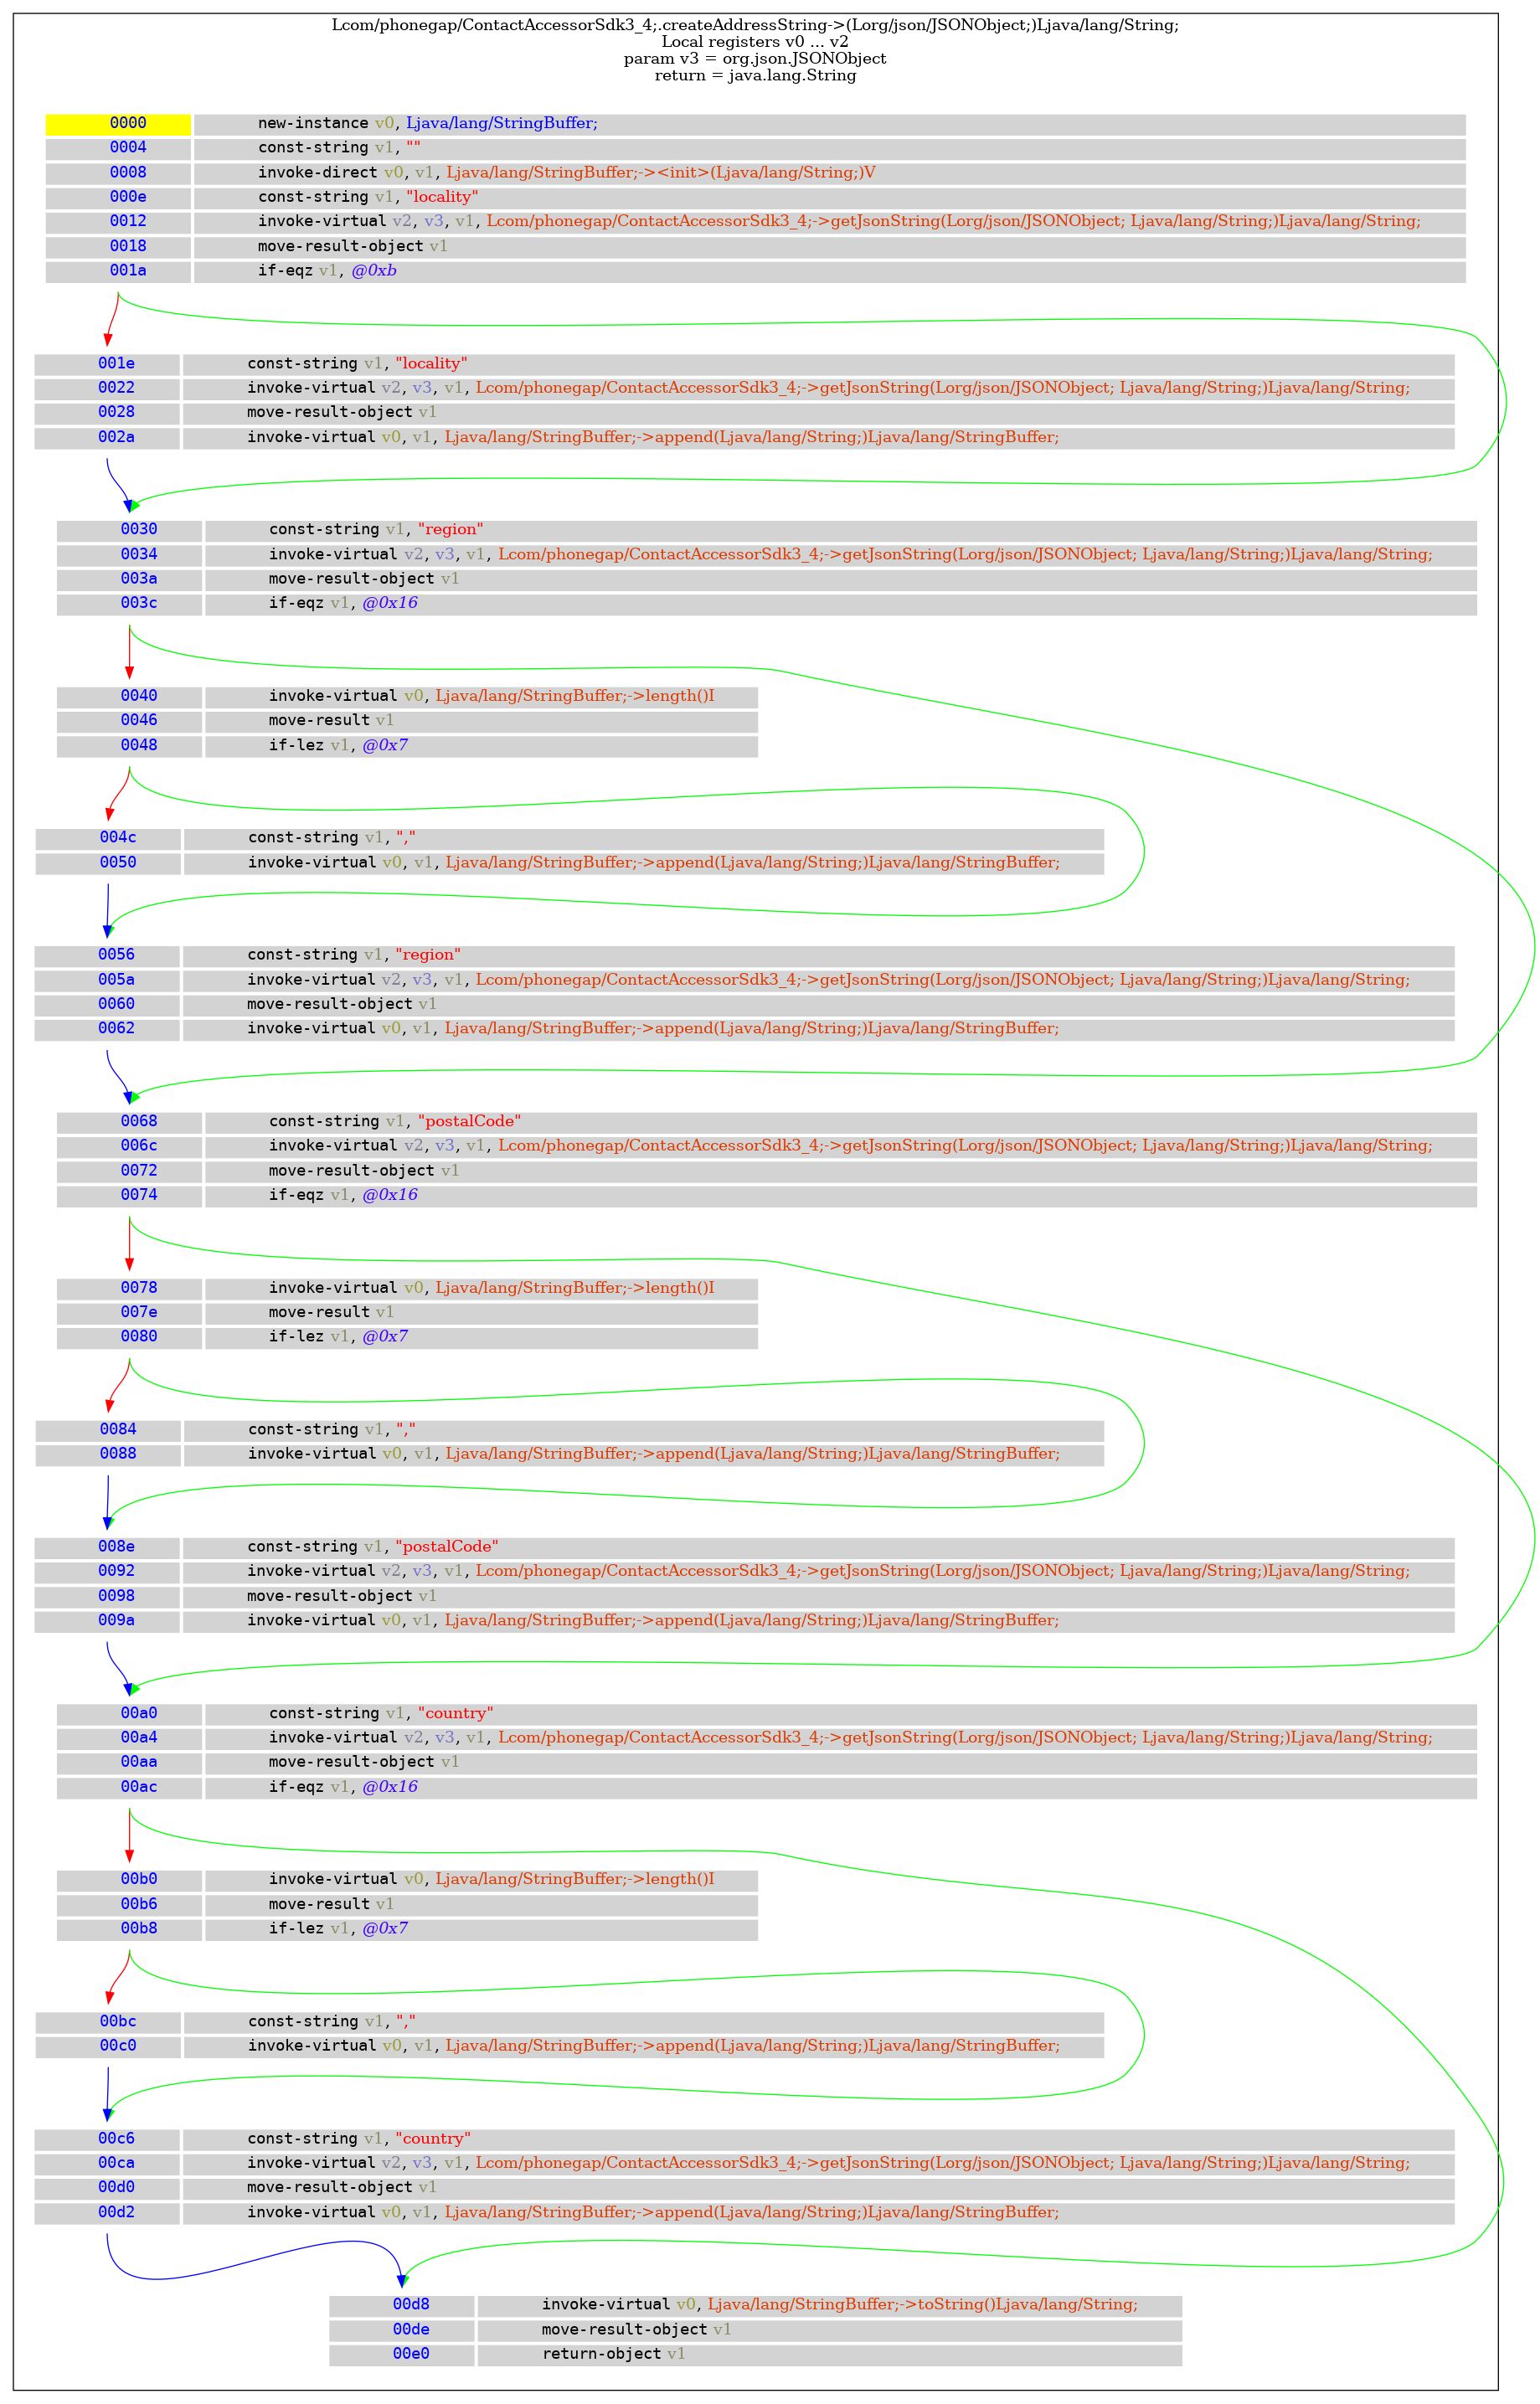 Lcom/phonegap/ContactAccessorSdk3_4;.createAddressString->(Lorg/json/JSONObject;)Ljava/lang/String;
Local registers v0 ... v2
param v3 = org.json.JSONObject
return = java.lang.String
0000 new-instance v0, Ljava/lang/StringBuffer;
0004 const-string v1, ""
0008 invoke-direct v0, v1, Ljava/lang/StringBuffer;-><init>(Ljava/lang/String;)V
000e const-string v1, "locality"
0012 invoke-virtual v2, v3, v1, Lcom/phonegap/ContactAccessorSdk3_4;->getJsonString(Lorg/json/JSONObject; Ljava/lang/String;)Ljava/lang/String;
0018 move-result-object v1
001a if-eqz v1, @0xb
001e const-string v1, "locality"
0022 invoke-virtual v2, v3, v1, Lcom/phonegap/ContactAccessorSdk3_4;->getJsonString(Lorg/json/JSONObject; Ljava/lang/String;)Ljava/lang/String;
0028 move-result-object v1
002a invoke-virtual v0, v1, Ljava/lang/StringBuffer;->append(Ljava/lang/String;)Ljava/lang/StringBuffer;
0030 const-string v1, "region"
0034 invoke-virtual v2, v3, v1, Lcom/phonegap/ContactAccessorSdk3_4;->getJsonString(Lorg/json/JSONObject; Ljava/lang/String;)Ljava/lang/String;
003a move-result-object v1
003c if-eqz v1, @0x16
0040 invoke-virtual v0, Ljava/lang/StringBuffer;->length()I
0046 move-result v1
0048 if-lez v1, @0x7
004c const-string v1, ","
0050 invoke-virtual v0, v1, Ljava/lang/StringBuffer;->append(Ljava/lang/String;)Ljava/lang/StringBuffer;
0056 const-string v1, "region"
005a invoke-virtual v2, v3, v1, Lcom/phonegap/ContactAccessorSdk3_4;->getJsonString(Lorg/json/JSONObject; Ljava/lang/String;)Ljava/lang/String;
0060 move-result-object v1
0062 invoke-virtual v0, v1, Ljava/lang/StringBuffer;->append(Ljava/lang/String;)Ljava/lang/StringBuffer;
0068 const-string v1, "postalCode"
006c invoke-virtual v2, v3, v1, Lcom/phonegap/ContactAccessorSdk3_4;->getJsonString(Lorg/json/JSONObject; Ljava/lang/String;)Ljava/lang/String;
0072 move-result-object v1
0074 if-eqz v1, @0x16
0078 invoke-virtual v0, Ljava/lang/StringBuffer;->length()I
007e move-result v1
0080 if-lez v1, @0x7
0084 const-string v1, ","
0088 invoke-virtual v0, v1, Ljava/lang/StringBuffer;->append(Ljava/lang/String;)Ljava/lang/StringBuffer;
008e const-string v1, "postalCode"
0092 invoke-virtual v2, v3, v1, Lcom/phonegap/ContactAccessorSdk3_4;->getJsonString(Lorg/json/JSONObject; Ljava/lang/String;)Ljava/lang/String;
0098 move-result-object v1
009a invoke-virtual v0, v1, Ljava/lang/StringBuffer;->append(Ljava/lang/String;)Ljava/lang/StringBuffer;
00a0 const-string v1, "country"
00a4 invoke-virtual v2, v3, v1, Lcom/phonegap/ContactAccessorSdk3_4;->getJsonString(Lorg/json/JSONObject; Ljava/lang/String;)Ljava/lang/String;
00aa move-result-object v1
00ac if-eqz v1, @0x16
00b0 invoke-virtual v0, Ljava/lang/StringBuffer;->length()I
00b6 move-result v1
00b8 if-lez v1, @0x7
00bc const-string v1, ","
00c0 invoke-virtual v0, v1, Ljava/lang/StringBuffer;->append(Ljava/lang/String;)Ljava/lang/StringBuffer;
00c6 const-string v1, "country"
00ca invoke-virtual v2, v3, v1, Lcom/phonegap/ContactAccessorSdk3_4;->getJsonString(Lorg/json/JSONObject; Ljava/lang/String;)Ljava/lang/String;
00d0 move-result-object v1
00d2 invoke-virtual v0, v1, Ljava/lang/StringBuffer;->append(Ljava/lang/String;)Ljava/lang/StringBuffer;
00d8 invoke-virtual v0, Ljava/lang/StringBuffer;->toString()Ljava/lang/String;
00de move-result-object v1
00e0 return-object v1